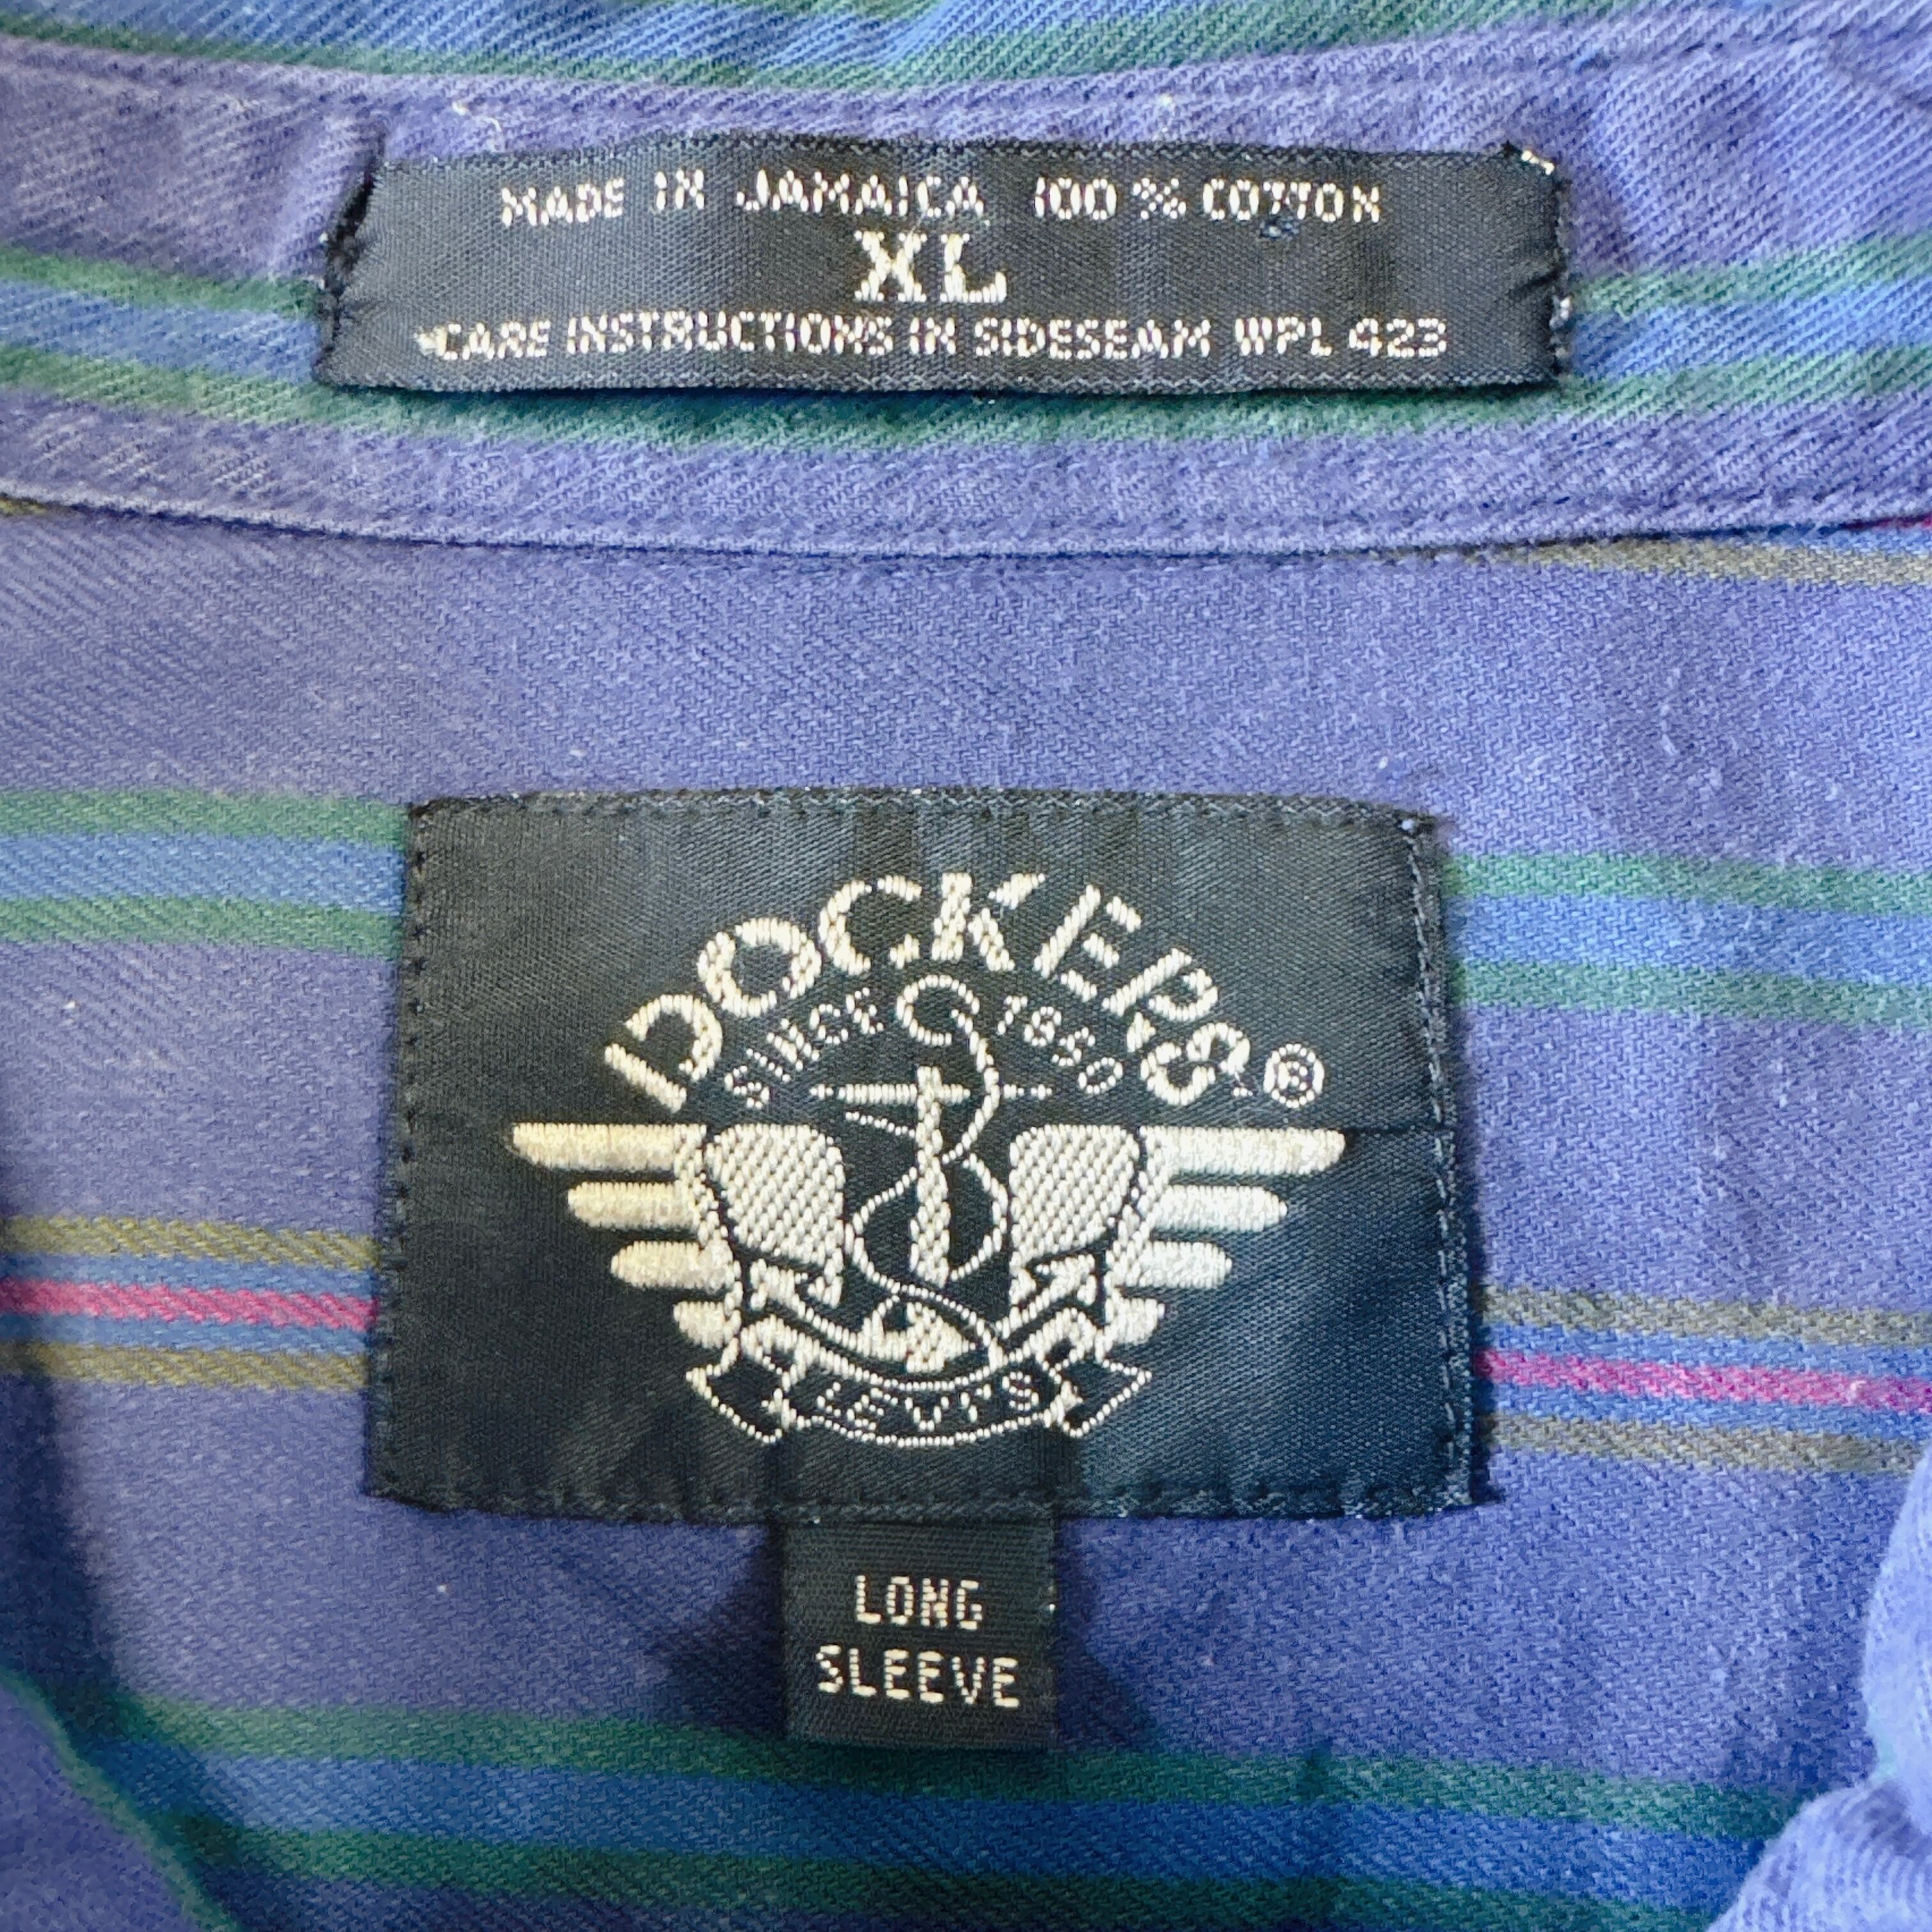 MADE IN JAMAICA 100 % COTTON
XL
CARE INSTRUCTIONS IN SIDESEAM WPL 423
DOCKERS®
SINCE 1850
LEVI'S
LONG
SLEEVE